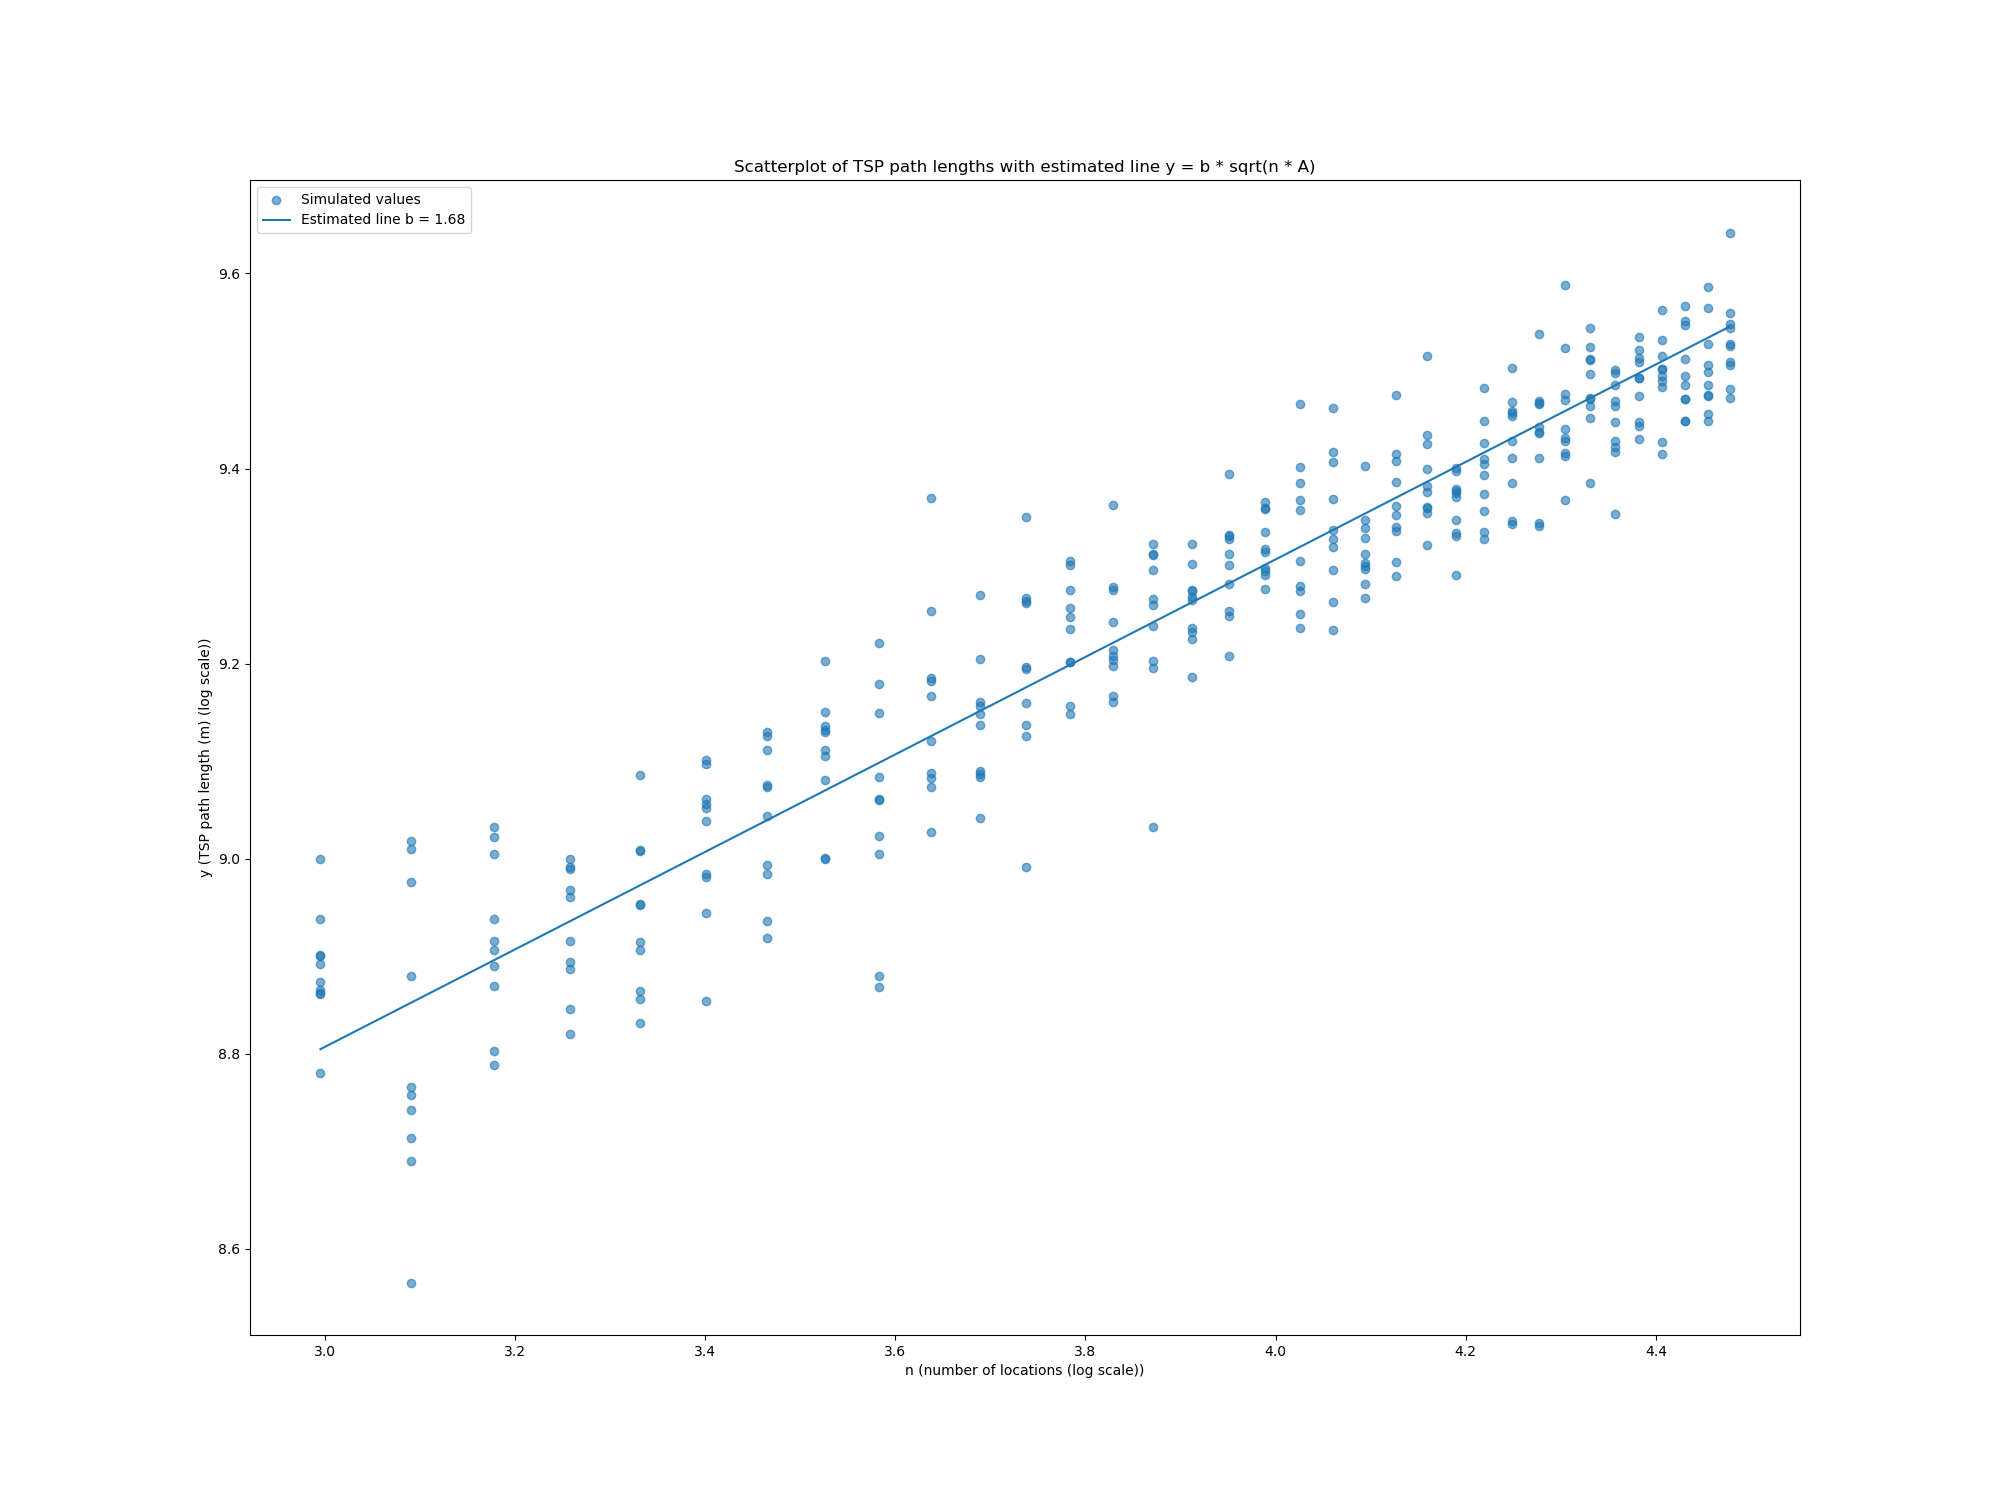 Scatterplot of TSP path lengths with estimated line y = b * sqrt(n * A)
Simulated values
Estimated line b = 1.68
9.6
9.4
9.2
9.0
8.8
8.6
y (TSP path length (m) (log scale))
3.0 3.2 3.4 3.6 3.8 4.0 4.2 4.4
n (number of locations (log scale))